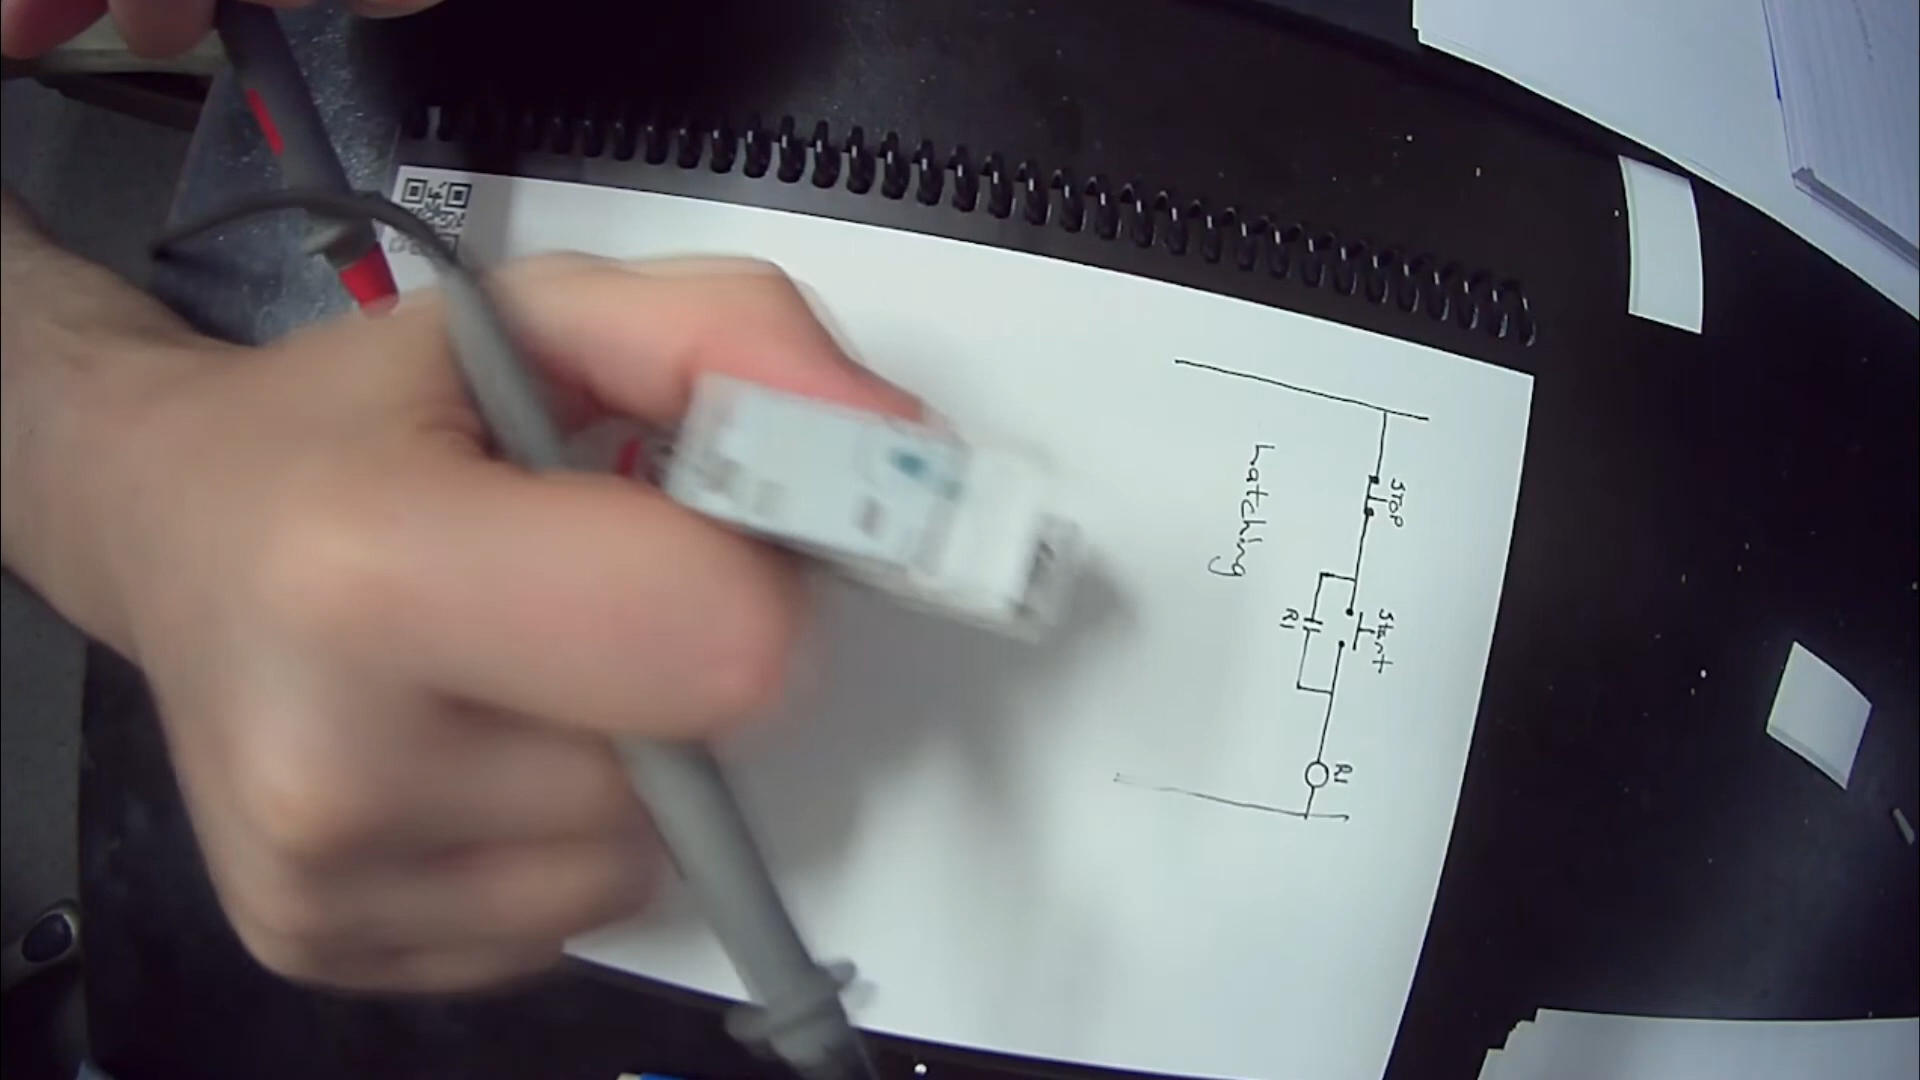 STOP
Start
R1
R1
Latching